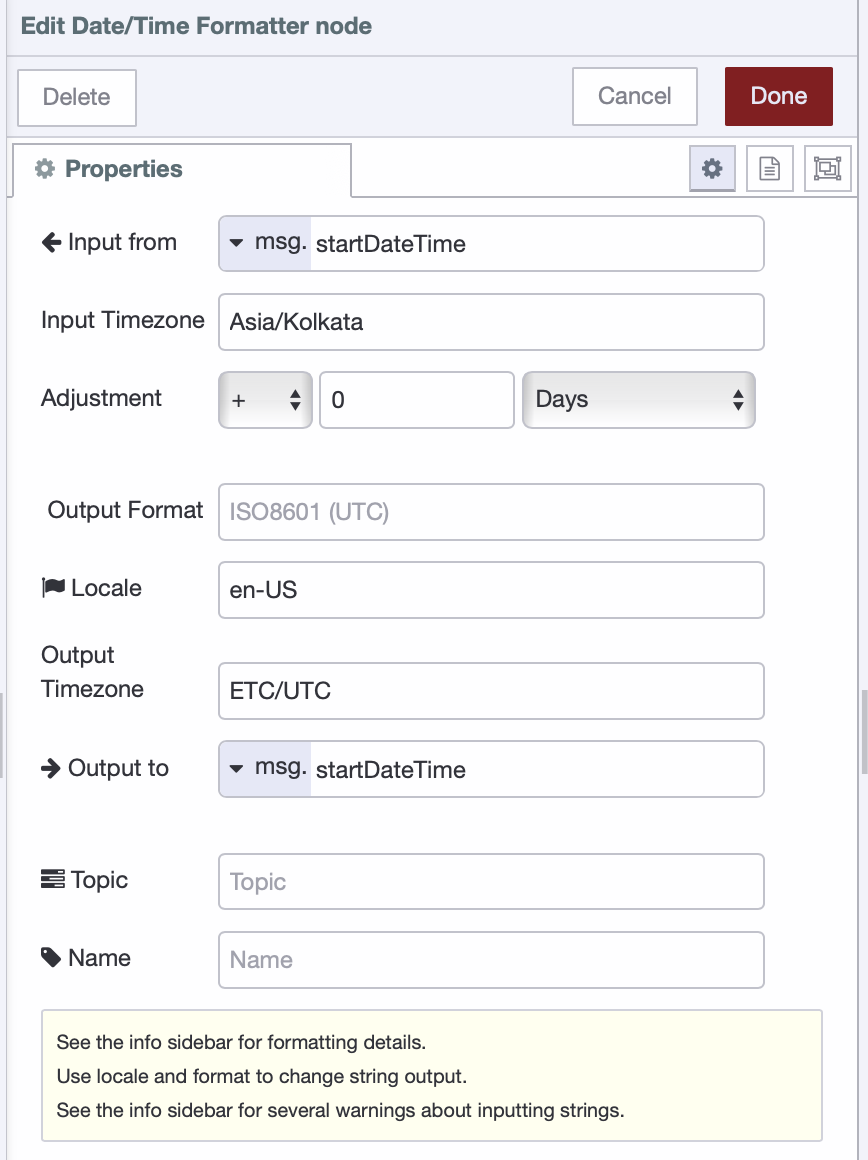 Edit Date/Time Formatter node
Delete
Cancel
Done
Properties
Input from
msg. startDateTime
Input Timezone
Asia/Kolkata
Adjustment
+
0
Days
Output Format
ISO8601 (UTC)
Locale
en-US
Output
Timezone
ETC/UTC
Output to
msg. startDateTime
Topic
Topic
Name
Name
See the info sidebar for formatting details.
Use locale and format to change string output.
See the info sidebar for several warnings about inputting strings.